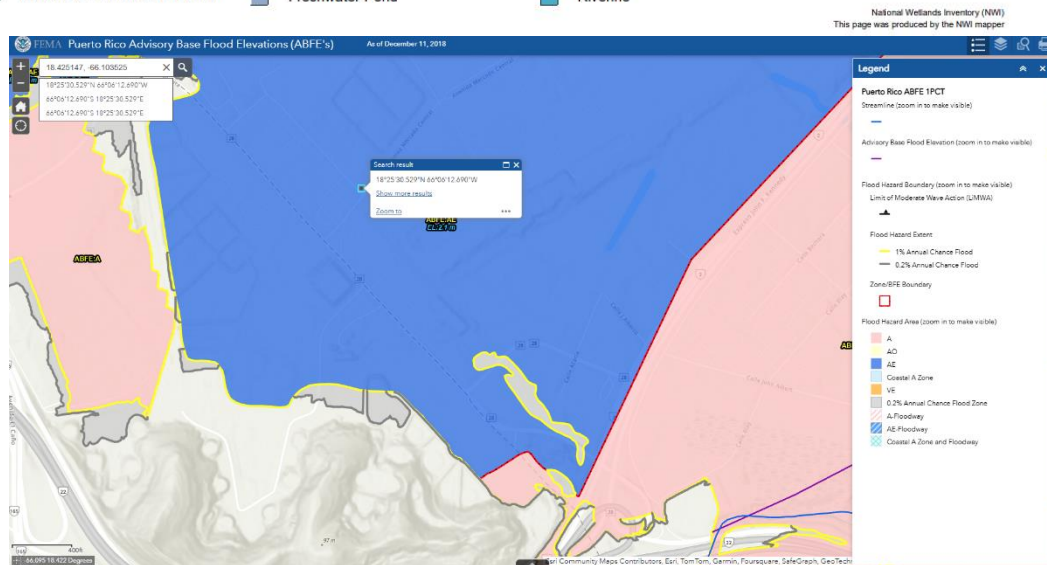 Freshwater Pond
Riverine
National Wetlands Inventory (NWI)
This page was produced by the NWI mapper
FEMA Puerto Rico Advisory Base Flood Elevations (ABFE's)
As of December 11, 2018
18.425147, -66.103525
18°25'30.529"N 66°06'12.690"W
66°06'12.690"S 18°25'30.529"E
66°06'12.690"S 18°25'30.529"E
Search result
18°25'30.529"N 66°06'12.690"W
Show more results
Zoom to
ABFE:AE
EL: 2.1 m
ABFE:A
Legend
Puerto Rico ABFE 1PCT
Streamline (zoom in to make visible)
Advisory Base Flood Elevation (zoom in to make visible)
Flood Hazard Boundary (zoom in to make visible)
Limit of Moderate Wave Action (LiMWA)
Flood Hazard Extent
1% Annual Chance Flood
0.2% Annual Chance Flood
Zone/BFE Boundary
Flood Hazard Area (zoom in to make visible)
A
AO
AE
Coastal A Zone
VE
0.2% Annual Chance Flood Zone
A-Floodway
AE-Floodway
Coastal A Zone and Floodway
22
97 m
22
400ft
-66.095 18.422 Degrees
Esri Community Maps Contributors, Esri, TomTom, Garmin, Foursquare, SafeGraph, GeoTech